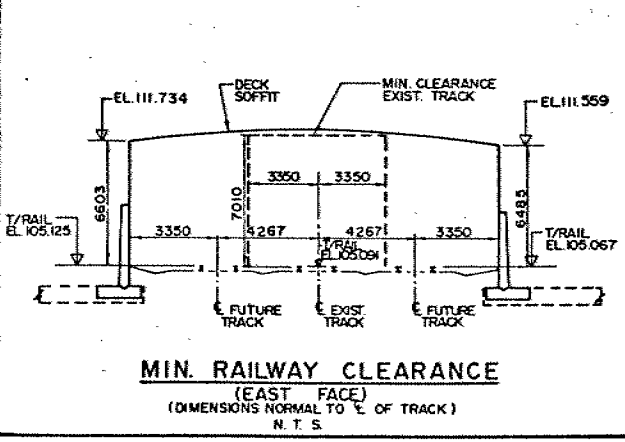 EL.111.734
DECK
SOFFIT
MIN. CLEARANCE
EXIST. TRACK
EL.111.559
6603
7010
3350
3350
6485
T/RAIL
EL.105.125
3350
4267
4267
3350
T/RAIL
EL.105.091
T/RAIL
EL.105.067
℄ FUTURE
TRACK
℄ EXIST.
TRACK
℄ FUTURE
TRACK
MIN. RAILWAY CLEARANCE
(EAST FACE)
(DIMENSIONS NORMAL TO ℄ OF TRACK)
N. T. S.